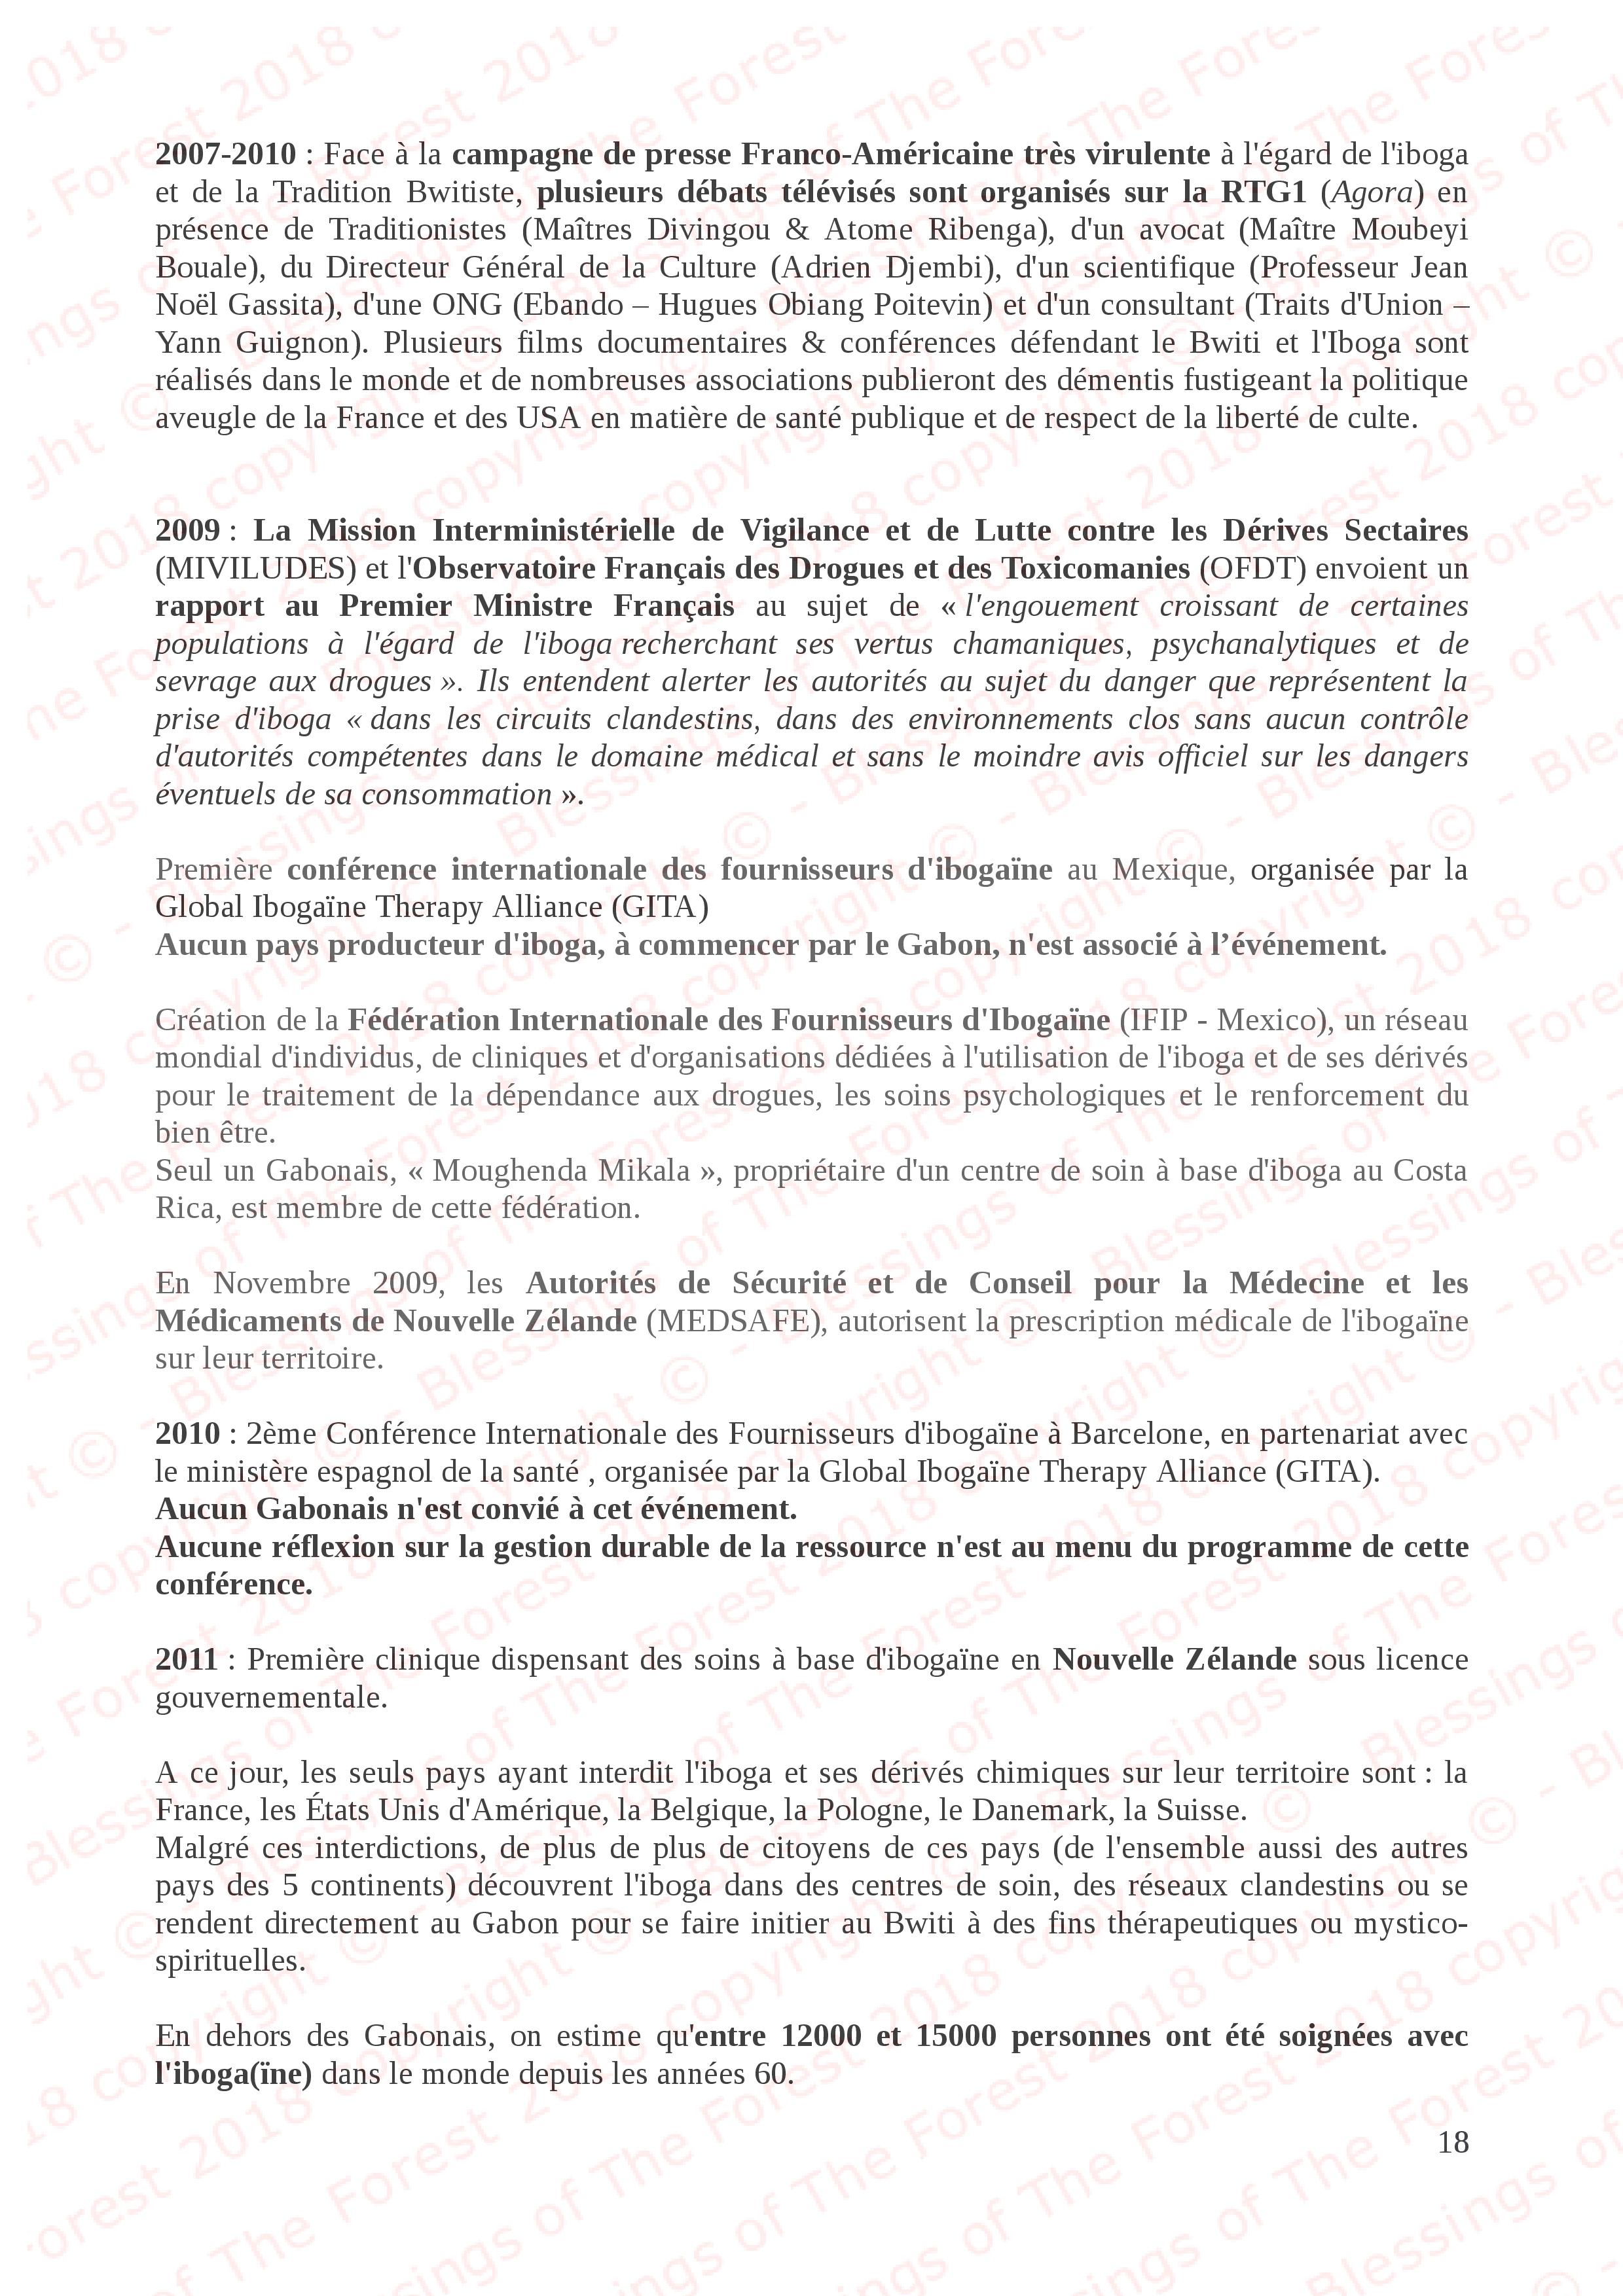 2007-2010 : Face à la campagne de presse Franco-Américaine très virulente à l'égard de l'iboga
et de la Tradition Bwitiste, plusieurs débats télévisés sont organisés sur la RTG1 (Agora) en
présence de Traditionistes (Maîtres Divingou & Atome Ribenga), d'un avocat (Maître Moubeyi
Bouale), du Directeur Général de la Culture (Adrien Djembi), d'un scientifique (Professeur Jean
Noël Gassita), d'une ONG (Ebando – Hugues Obiang Poitevin) et d'un consultant (Traits d'Union –
Yann Guignon). Plusieurs films documentaires & conférences défendant le Bwiti et l'Iboga sont
réalisés dans le monde et de nombreuses associations publieront des démentis fustigeant la politique
aveugle de la France et des USA en matière de santé publique et de respect de la liberté de culte.
2009 : La Mission Interministérielle de Vigilance et de Lutte contre les Dérives Sectaires
(MIVILUDES) et l'Observatoire Français des Drogues et des Toxicomanies (OFDT) envoient un
rapport au Premier Ministre Français au sujet de « l'engouement croissant de certaines
populations à l'égard de l'iboga recherchant ses vertus chamaniques, psychanalytiques et de
sevrage aux drogues ». Ils entendent alerter les autorités au sujet du danger que représentent la
prise d'iboga « dans les circuits clandestins, dans des environnements clos sans aucun contrôle
d'autorités compétentes dans le domaine médical et sans le moindre avis officiel sur les dangers
éventuels de sa consommation ».
Première conférence internationale des fournisseurs d'ibogaïne au Mexique, organisée par la
Global Ibogaïne Therapy Alliance (GITA)
Aucun pays producteur d'iboga, à commencer par le Gabon, n'est associé à l’événement.
Création de la Fédération Internationale des Fournisseurs d'Ibogaïne (IFIP - Mexico), un réseau
mondial d'individus, de cliniques et d'organisations dédiées à l'utilisation de l'iboga et de ses dérivés
pour le traitement de la dépendance aux drogues, les soins psychologiques et le renforcement du
bien être.
Seul un Gabonais, « Moughenda Mikala », propriétaire d'un centre de soin à base d'iboga au Costa
Rica, est membre de cette fédération.
En Novembre 2009, les Autorités de Sécurité et de Conseil pour la Médecine et les
Médicaments de Nouvelle Zélande (MEDSAFE), autorisent la prescription médicale de l'ibogaïne
sur leur territoire.
2010 : 2ème Conférence Internationale des Fournisseurs d'ibogaïne à Barcelone, en partenariat avec
le ministère espagnol de la santé , organisée par la Global Ibogaïne Therapy Alliance (GITA).
Aucun Gabonais n'est convié à cet événement.
Aucune réflexion sur la gestion durable de la ressource n'est au menu du programme de cette
conférence.
2011 : Première clinique dispensant des soins à base d'ibogaïne en Nouvelle Zélande sous licence
gouvernementale.
A ce jour, les seuls pays ayant interdit l'iboga et ses dérivés chimiques sur leur territoire sont : la
France, les États Unis d'Amérique, la Belgique, la Pologne, le Danemark, la Suisse.
Malgré ces interdictions, de plus de plus de citoyens de ces pays (de l'ensemble aussi des autres
pays des 5 continents) découvrent l'iboga dans des centres de soin, des réseaux clandestins ou se
rendent directement au Gabon pour se faire initier au Bwiti à des fins thérapeutiques ou mystico-
spirituelles.
En dehors des Gabonais, on estime qu'entre 12000 et 15000 personnes ont été soignées avec
l'iboga(ïne) dans le monde depuis les années 60.
18